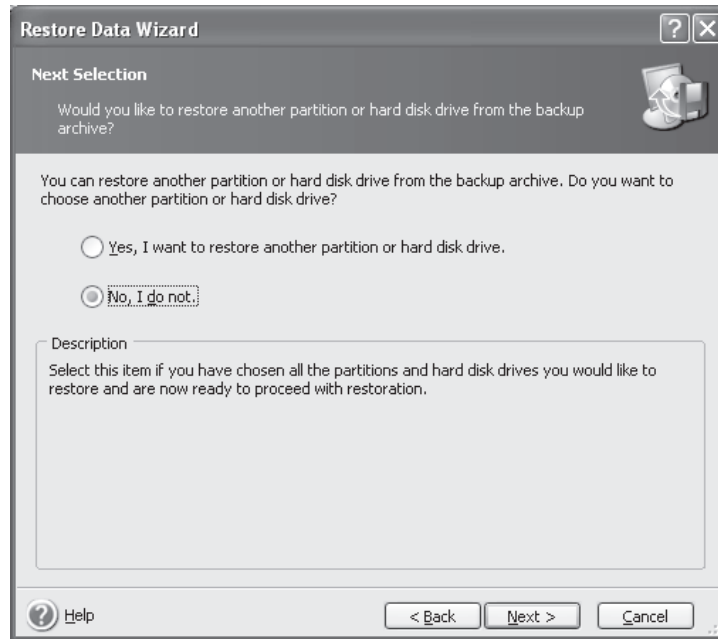 Restore Data Wizard
Next Selection
Would you like to restore another partition or hard disk drive from the backup
archive?
You can restore another partition or hard disk drive from the backup archive. Do you want to
choose another partition or hard disk drive?
Yes, I want to restore another partition or hard disk drive.
No, I do not.
Description
Select this item if you have chosen all the partitions and hard disk drives you would like to
restore and are now ready to proceed with restoration.
Help
< Back
Next >
Cancel